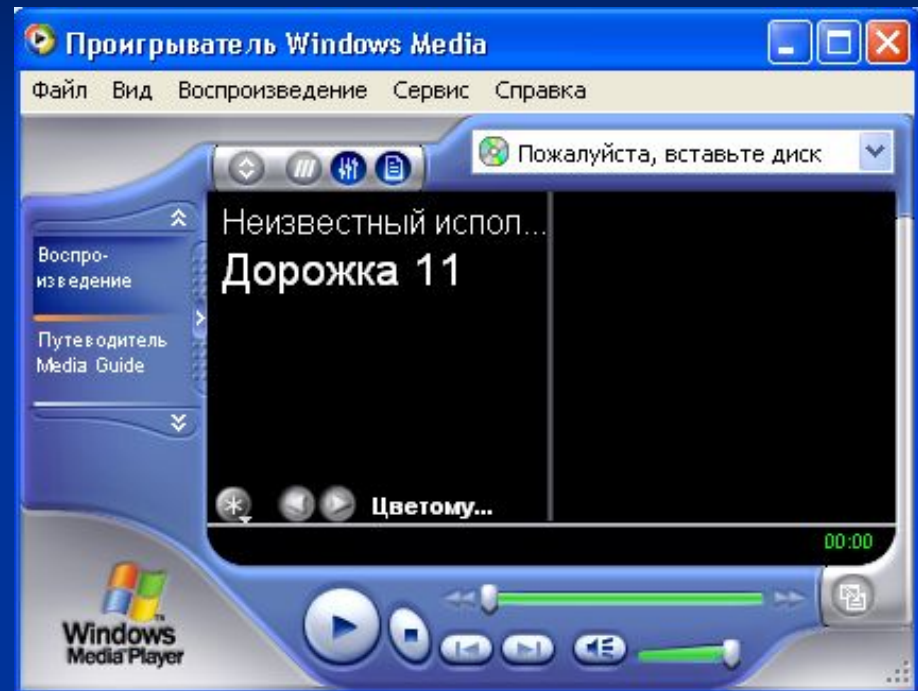 Проигрыватель Windows Media
Файл Вид Воспроизведение Сервис Справка
Пожалуйста, вставьте диск
Неизвестный испол...
Дорожка 11
Воспро-
изведение
Путеводитель
Media Guide
Цветому...
00:00
Windows
Media Player